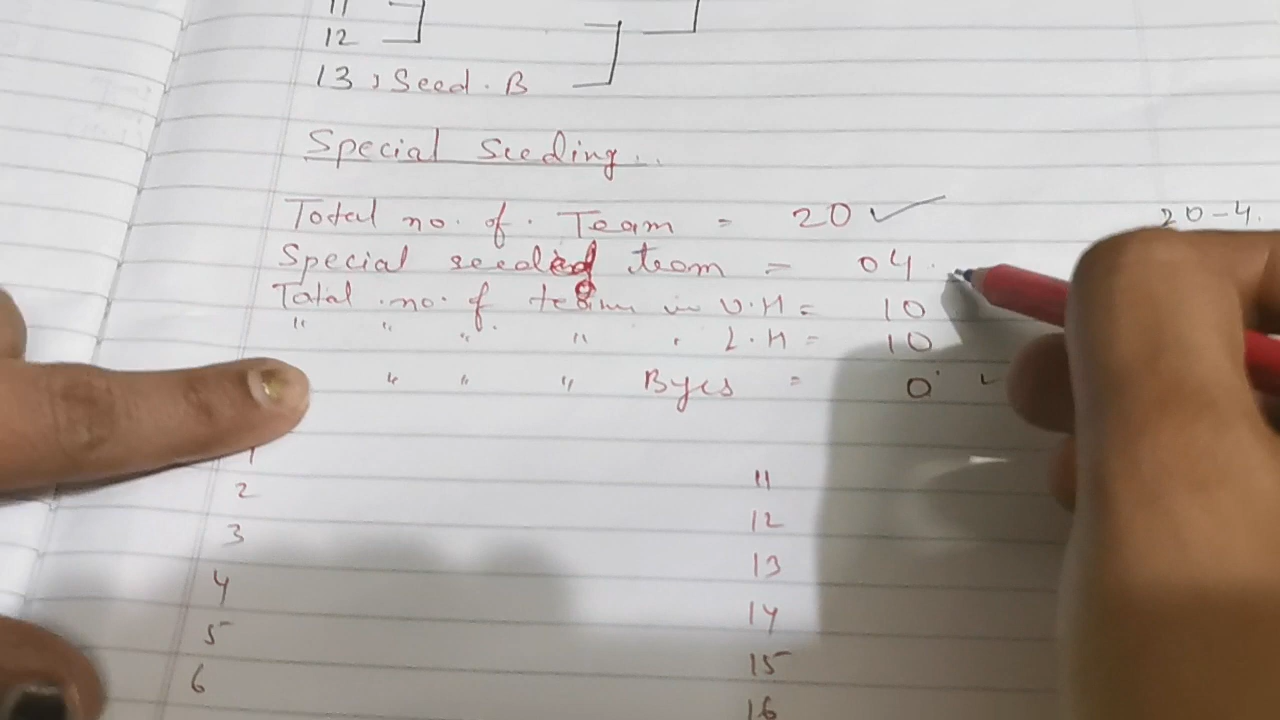 11
12
13, Seed. B
Special Seeding..
Total no. of. Team = 20 ✓
20-4.
Special seeded team = 04.
Total .no. of team in U.H = 10
" " " " " L.H = 10
" " " Byes = 0 ✓
1
2
3
4
5
6
11
12
13
14
15
16